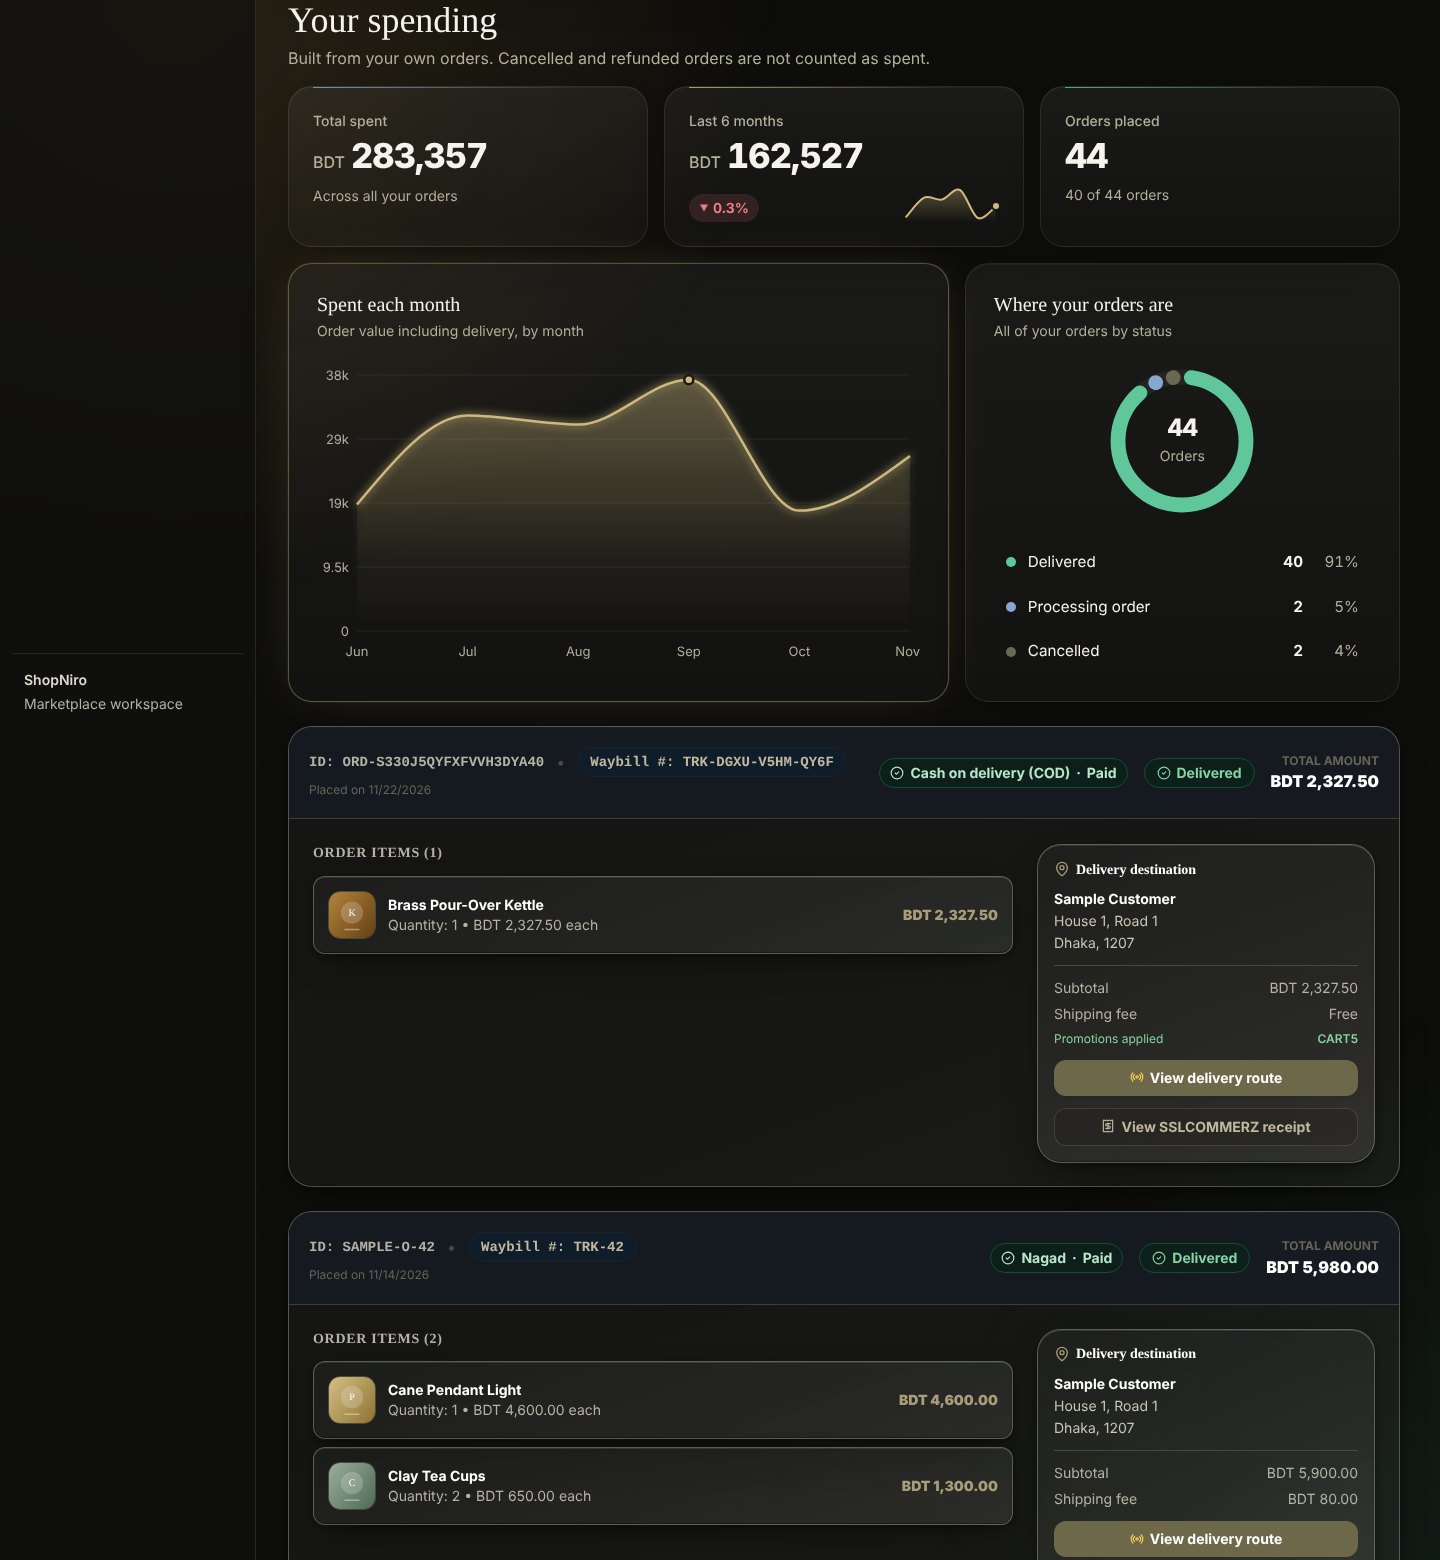 Your spending
Built from your own orders. Cancelled and refunded orders are not counted as spent.
Total spent
BDT 283,357
Across all your orders
Last 6 months
BDT 162,527
▼ 0.3%
Orders placed
44
40 of 44 orders
Spent each month
Order value including delivery, by month
38k
29k
19k
9.5k
0
Jun Jul Aug Sep Oct Nov
Where your orders are
All of your orders by status
44
Orders
Delivered 40 91%
Processing order 2 5%
Cancelled 2 4%
ShopNiro
Marketplace workspace
ID: ORD-S330J5QYFXFVVH3DYA40 • Waybill #: TRK-DGXU-V5HM-QY6F
Placed on 11/22/2026
Cash on delivery (COD) · Paid
Delivered
TOTAL AMOUNT
BDT 2,327.50
ORDER ITEMS (1)
K
Brass Pour-Over Kettle
Quantity: 1 • BDT 2,327.50 each
BDT 2,327.50
Delivery destination
Sample Customer
House 1, Road 1
Dhaka, 1207
Subtotal BDT 2,327.50
Shipping fee Free
Promotions applied CART5
View delivery route
View SSLCOMMERZ receipt
ID: SAMPLE-O-42 • Waybill #: TRK-42
Placed on 11/14/2026
Nagad · Paid
Delivered
TOTAL AMOUNT
BDT 5,980.00
ORDER ITEMS (2)
P
Cane Pendant Light
Quantity: 1 • BDT 4,600.00 each
BDT 4,600.00
C
Clay Tea Cups
Quantity: 2 • BDT 650.00 each
BDT 1,300.00
Delivery destination
Sample Customer
House 1, Road 1
Dhaka, 1207
Subtotal BDT 5,900.00
Shipping fee BDT 80.00
View delivery route